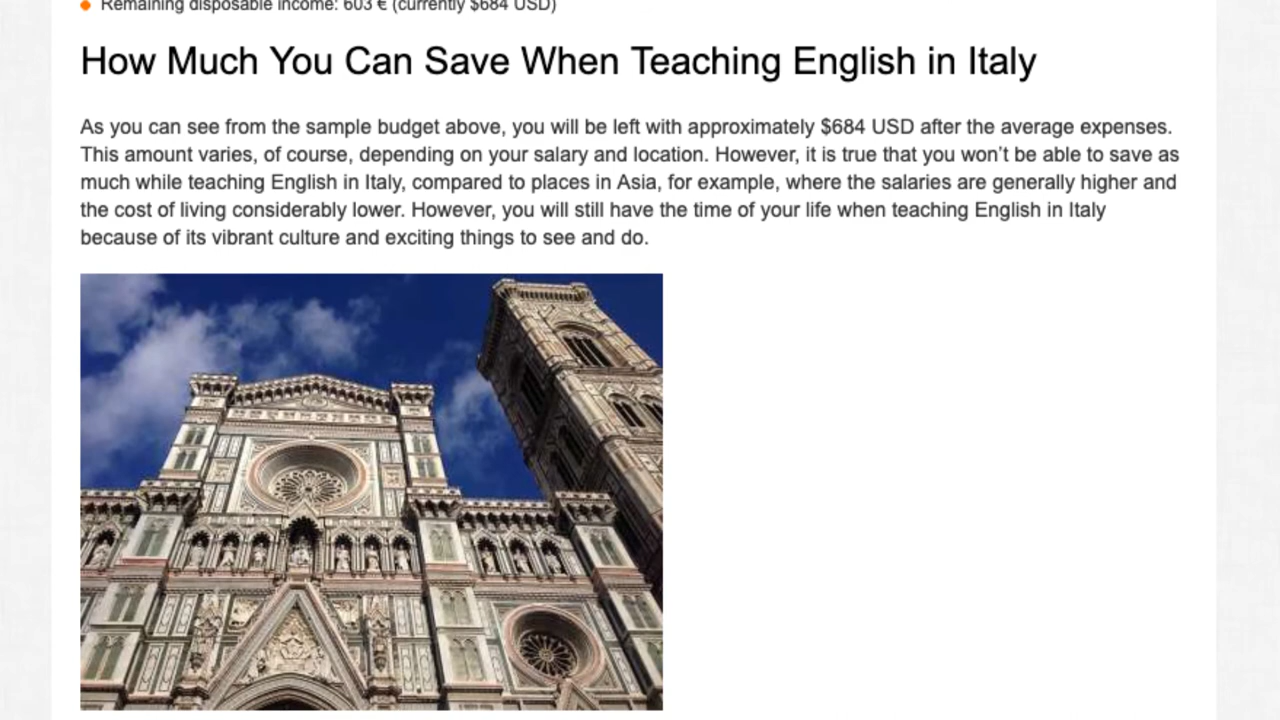 Remaining disposable income: 603 € (currently $684 USD)
How Much You Can Save When Teaching English in Italy
As you can see from the sample budget above, you will be left with approximately $684 USD after the average expenses.
This amount varies, of course, depending on your salary and location. However, it is true that you won’t be able to save as
much while teaching English in Italy, compared to places in Asia, for example, where the salaries are generally higher and
the cost of living considerably lower. However, you will still have the time of your life when teaching English in Italy
because of its vibrant culture and exciting things to see and do.